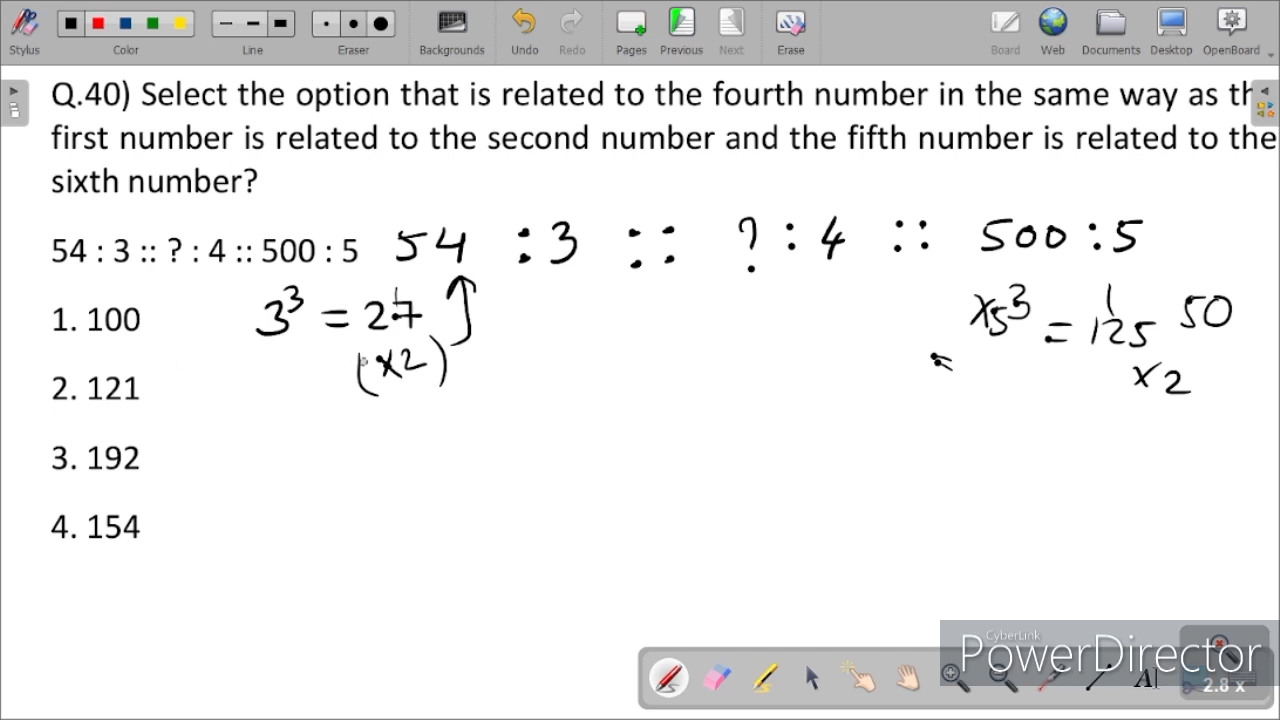 Stylus Color Line Eraser Backgrounds Undo Redo Pages Previous Next Erase Board Web Documents Desktop OpenBoard
Q.40) Select the option that is related to the fourth number in the same way as th
first number is related to the second number and the fifth number is related to the
sixth number?
54 : 3 :: ? : 4 :: 500 : 5 54 : 3 :: ? : 4 :: 500 : 5
1. 100 3³ = 27 x5³ = 125 1 50
(x2) x2
2. 121
3. 192
4. 154
CyberLink
PowerDirector
2.8 x